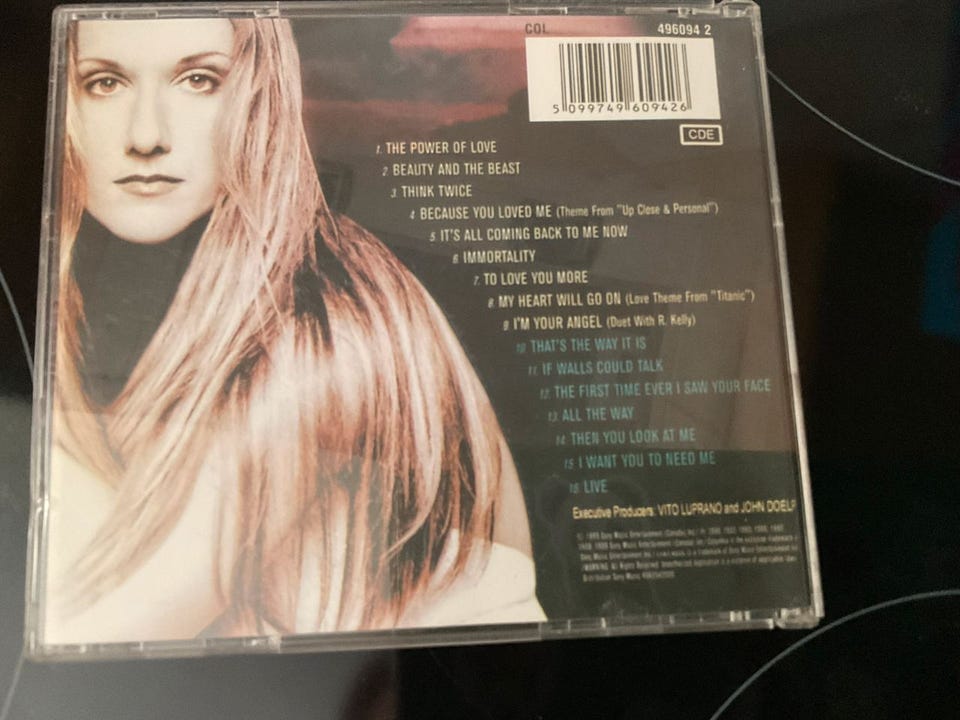 COL 496094 2
5 099749 609426
CDE
1. THE POWER OF LOVE
2. BEAUTY AND THE BEAST
3. THINK TWICE
4. BECAUSE YOU LOVED ME (Theme From "Up Close & Personal")
5. IT'S ALL COMING BACK TO ME NOW
6. IMMORTALITY
7. TO LOVE YOU MORE
8. MY HEART WILL GO ON (Love Theme From "Titanic")
9. I'M YOUR ANGEL (Duet With R. Kelly)
10. THAT'S THE WAY IT IS
11. IF WALLS COULD TALK
12. THE FIRST TIME EVER I SAW YOUR FACE
13. ALL THE WAY
14. THEN YOU LOOK AT ME
15. I WANT YOU TO NEED ME
16. LIVE
Executive Producers: VITO LUPRANO and JOHN DOELP